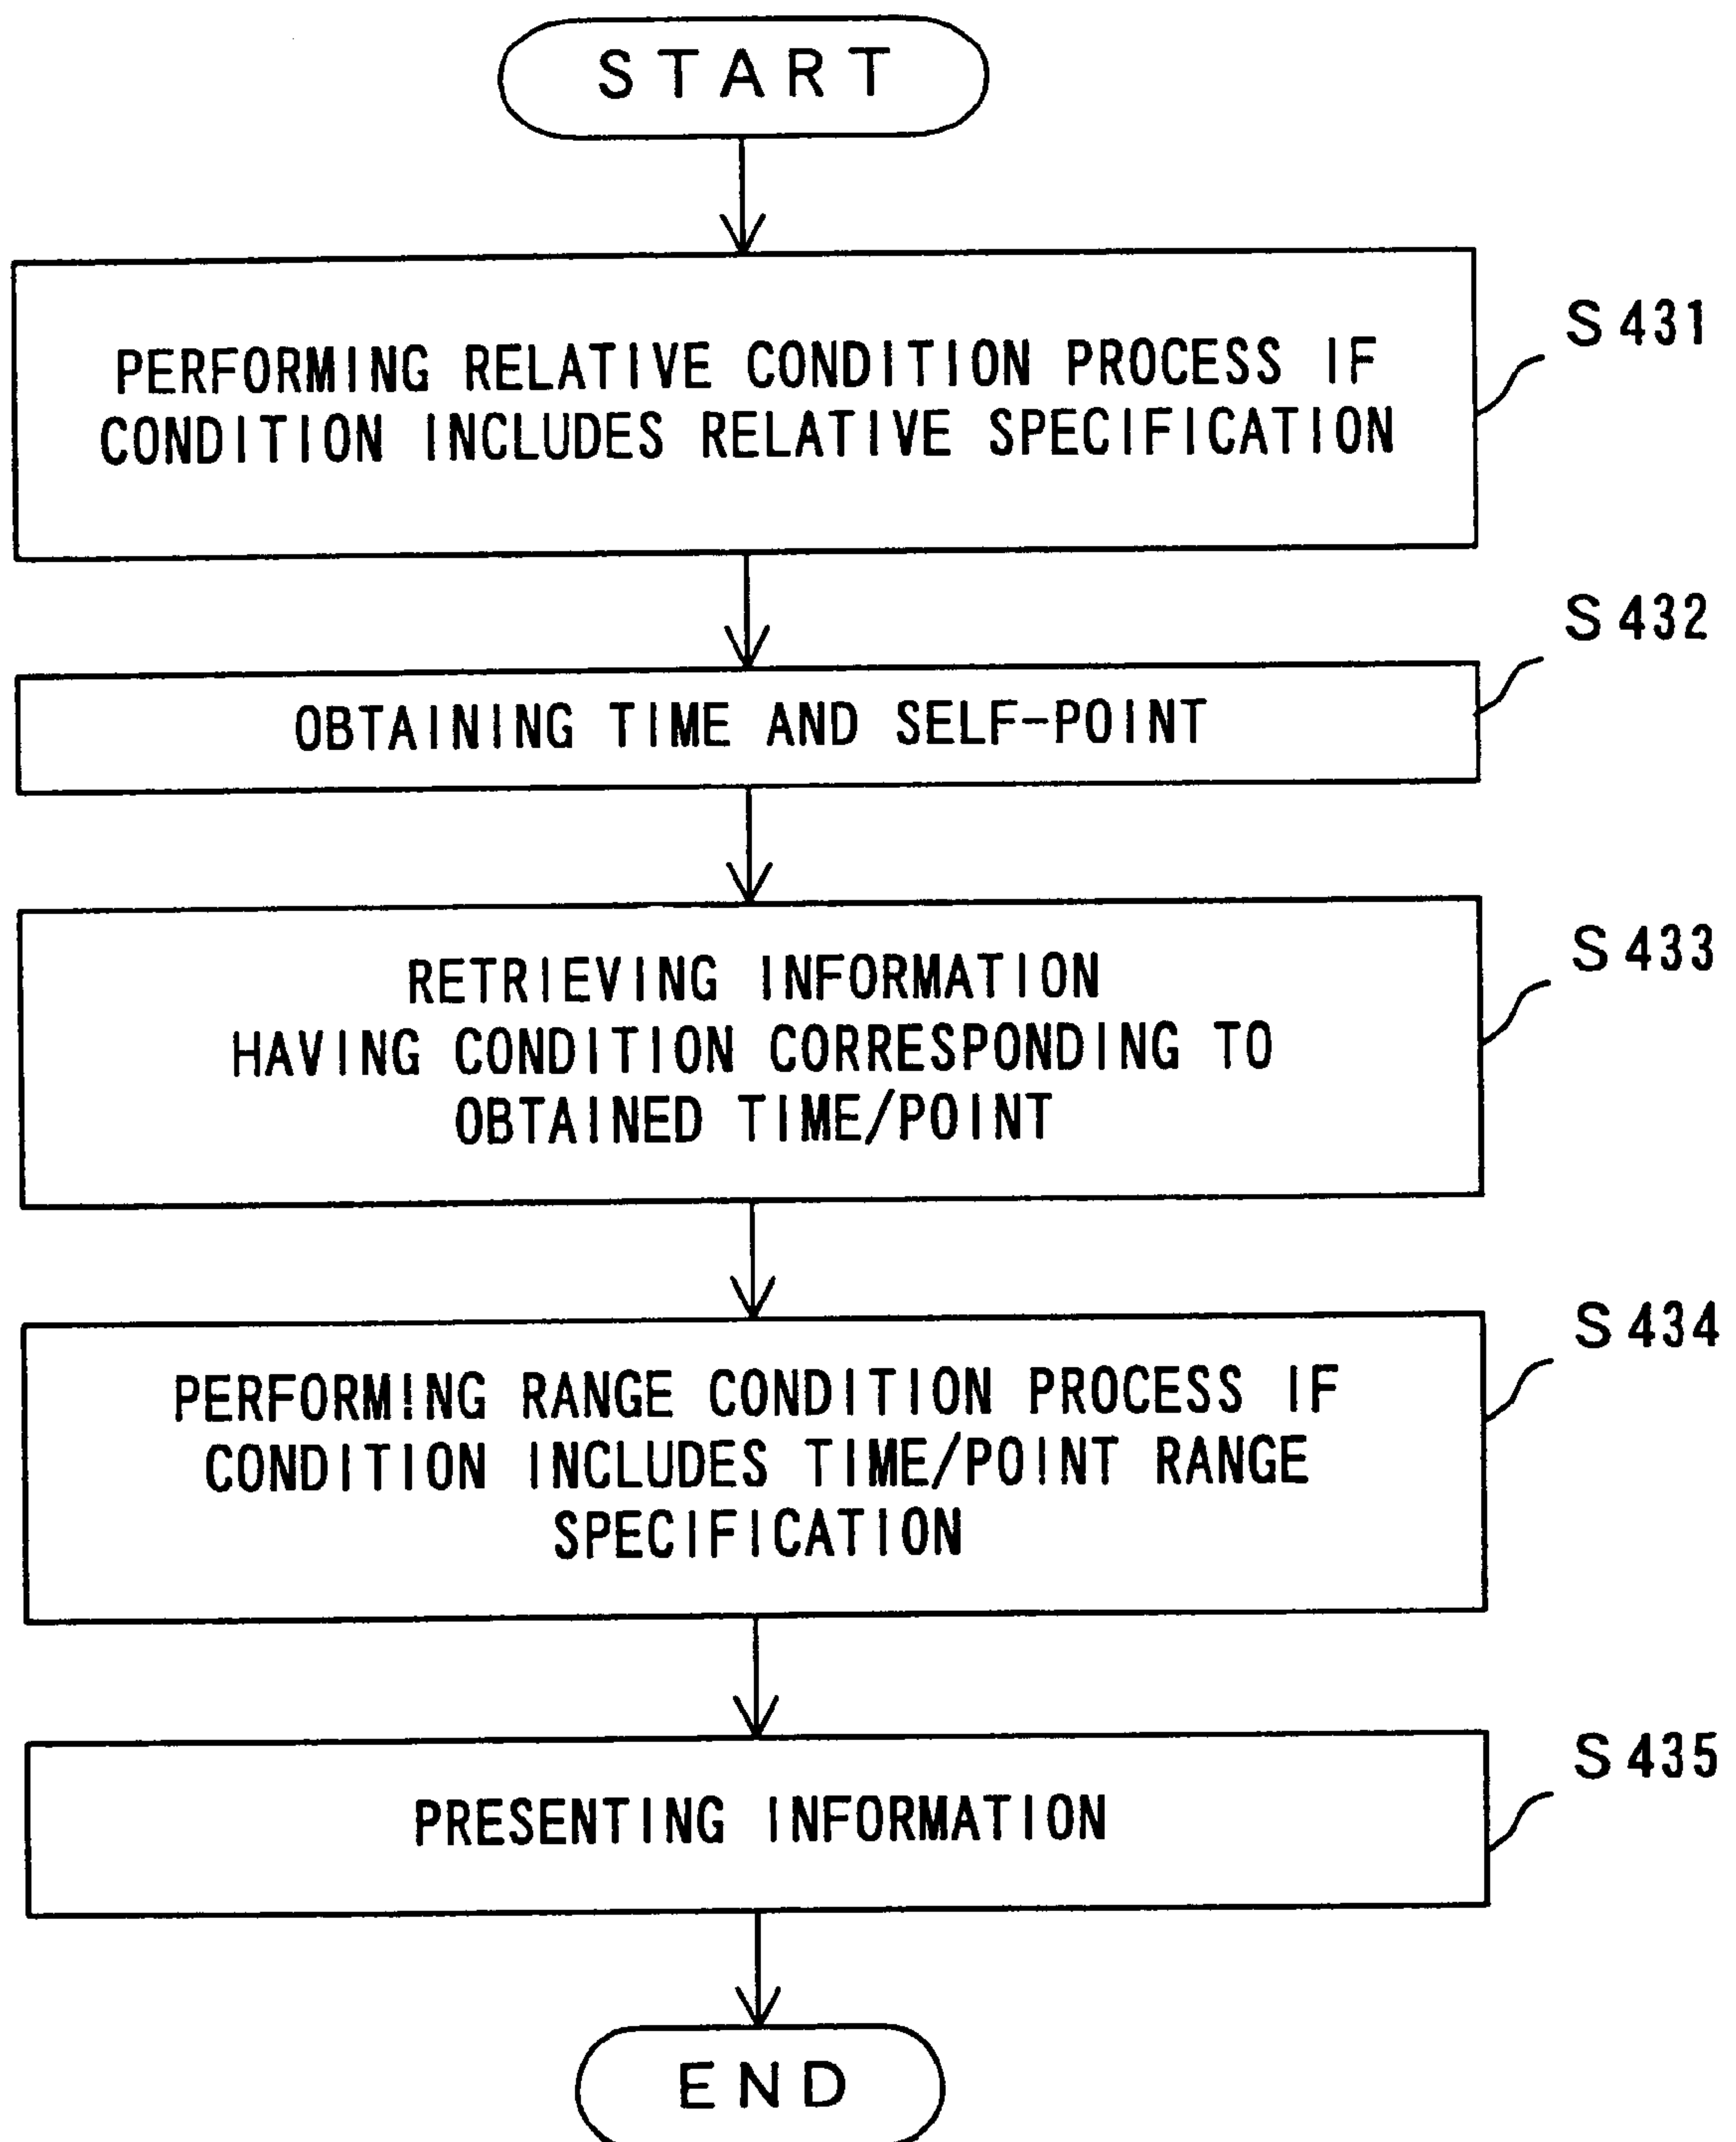 START
PERFORMING RELATIVE CONDITION PROCESS IF
CONDITION INCLUDES RELATIVE SPECIFICATION
S431
OBTAINING TIME AND SELF-POINT
S432
RETRIEVING INFORMATION
HAVING CONDITION CORRESPONDING TO
OBTAINED TIME/POINT
S433
PERFORMING RANGE CONDITION PROCESS IF
CONDITION INCLUDES TIME/POINT RANGE
SPECIFICATION
S434
PRESENTING INFORMATION
S435
END